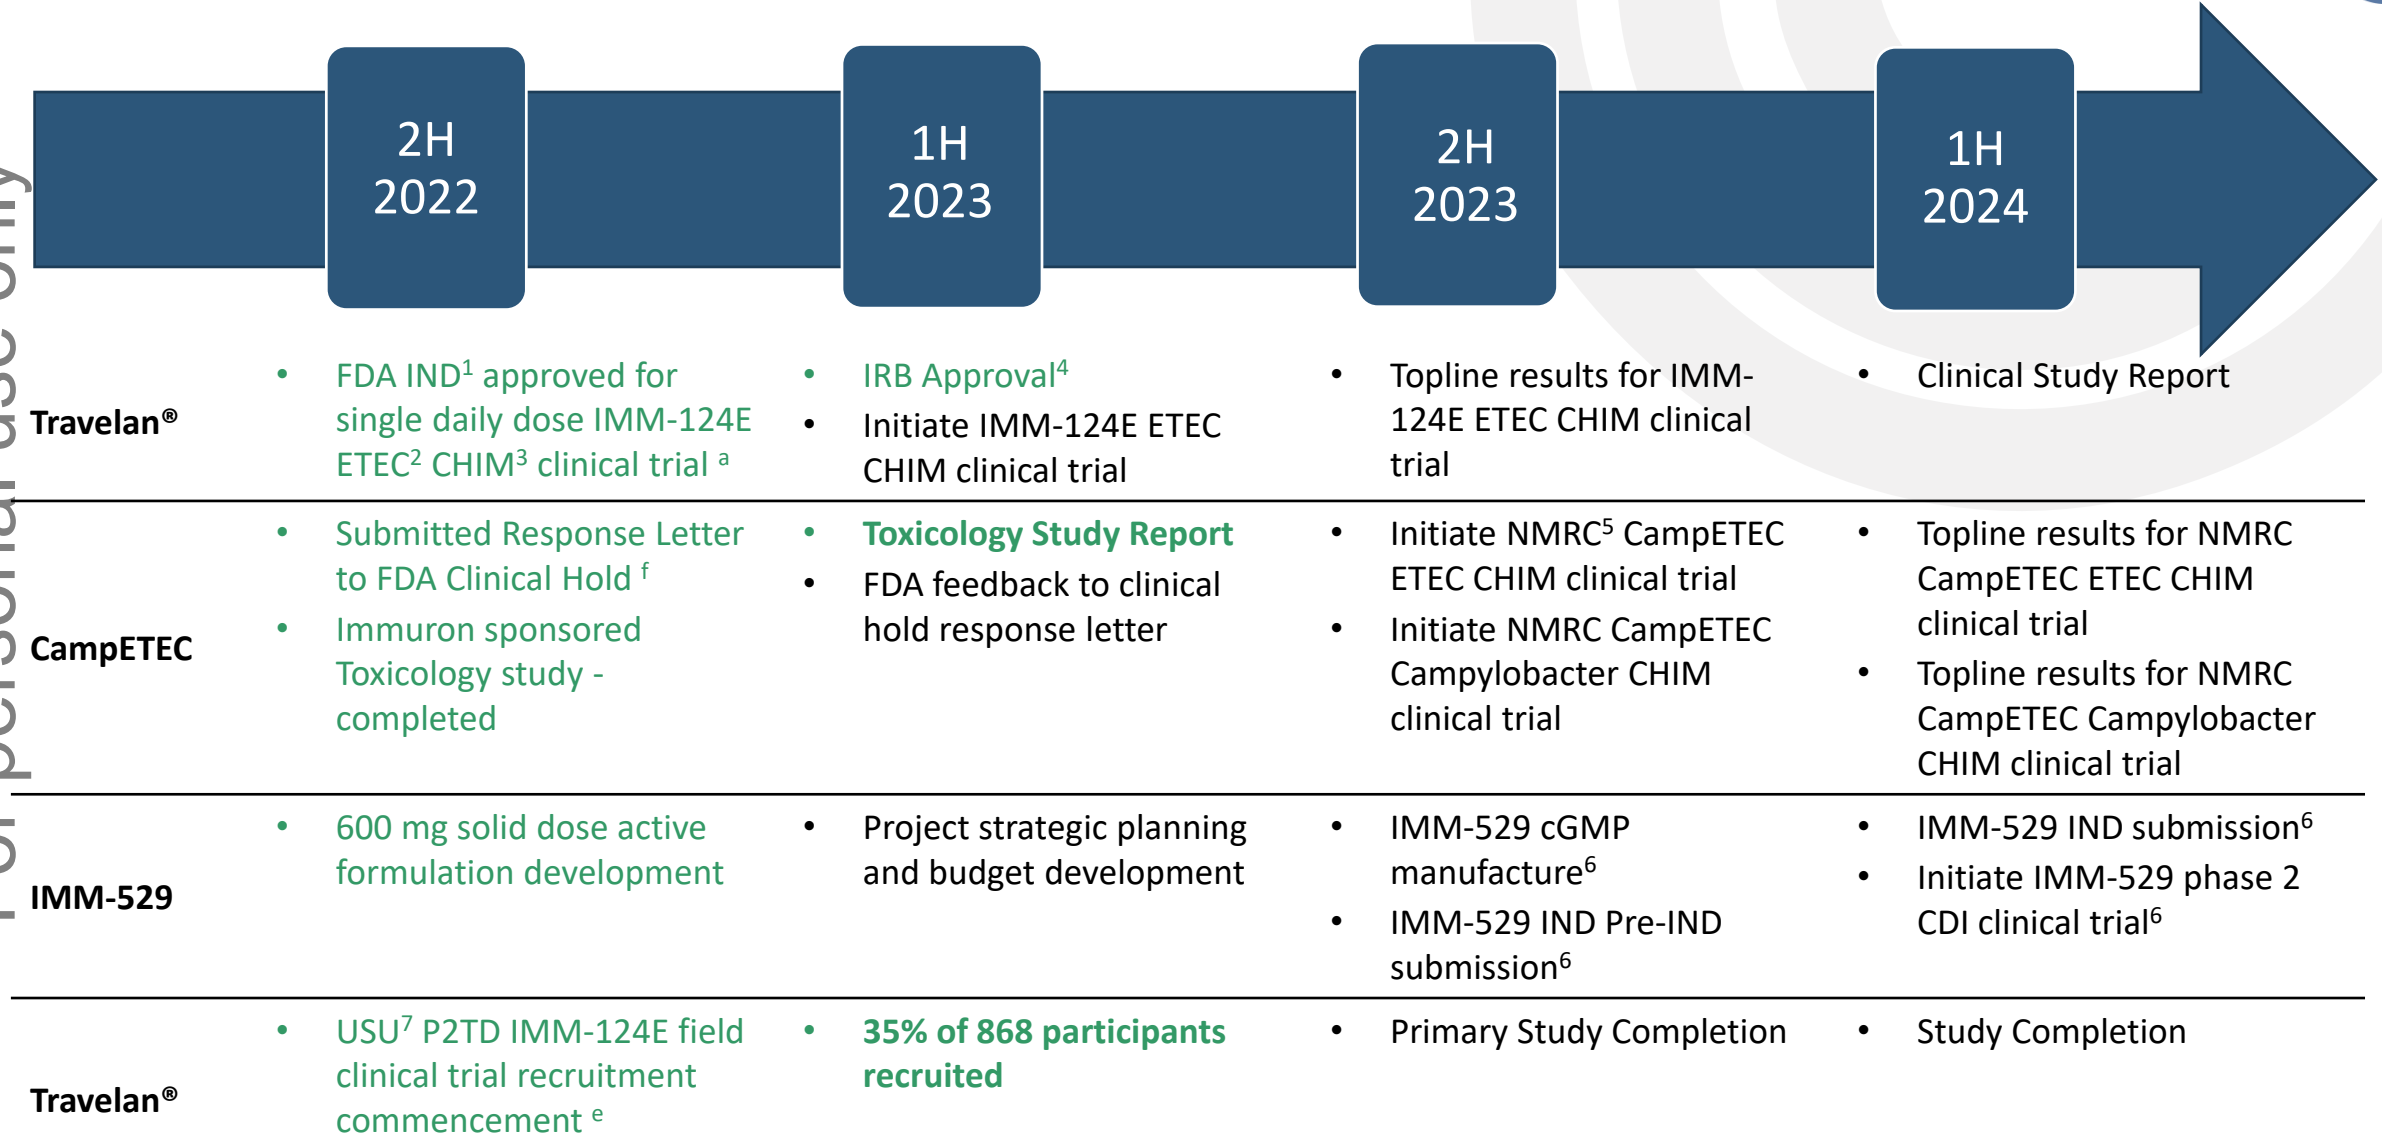 2H
2022
1H
2023
2H
2023
1H
2024
For personal use only
Travelan®
• FDA IND¹ approved for
single daily dose IMM-124E
ETEC² CHIM³ clinical trial ᵃ
• IRB Approval⁴
• Initiate IMM-124E ETEC
CHIM clinical trial
• Topline results for IMM-
124E ETEC CHIM clinical
trial
• Clinical Study Report
CampETEC
• Submitted Response Letter
to FDA Clinical Hold ᶠ
• Immuron sponsored
Toxicology study -
completed
• Toxicology Study Report
• FDA feedback to clinical
hold response letter
• Initiate NMRC⁵ CampETEC
ETEC CHIM clinical trial
• Initiate NMRC CampETEC
Campylobacter CHIM
clinical trial
• Topline results for NMRC
CampETEC ETEC CHIM
clinical trial
• Topline results for NMRC
CampETEC Campylobacter
CHIM clinical trial
IMM-529
• 600 mg solid dose active
formulation development
• Project strategic planning
and budget development
• IMM-529 cGMP
manufacture⁶
• IMM-529 IND Pre-IND
submission⁶
• IMM-529 IND submission⁶
• Initiate IMM-529 phase 2
CDI clinical trial⁶
Travelan®
• USU⁷ P2TD IMM-124E field
clinical trial recruitment
commencement ᵉ
• 35% of 868 participants
recruited
• Primary Study Completion
• Study Completion